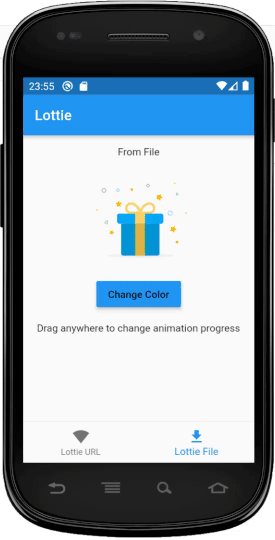 23:55
Lottie
From File
Change Color
Drag anywhere to change animation progress
Lottie URL
Lottie File